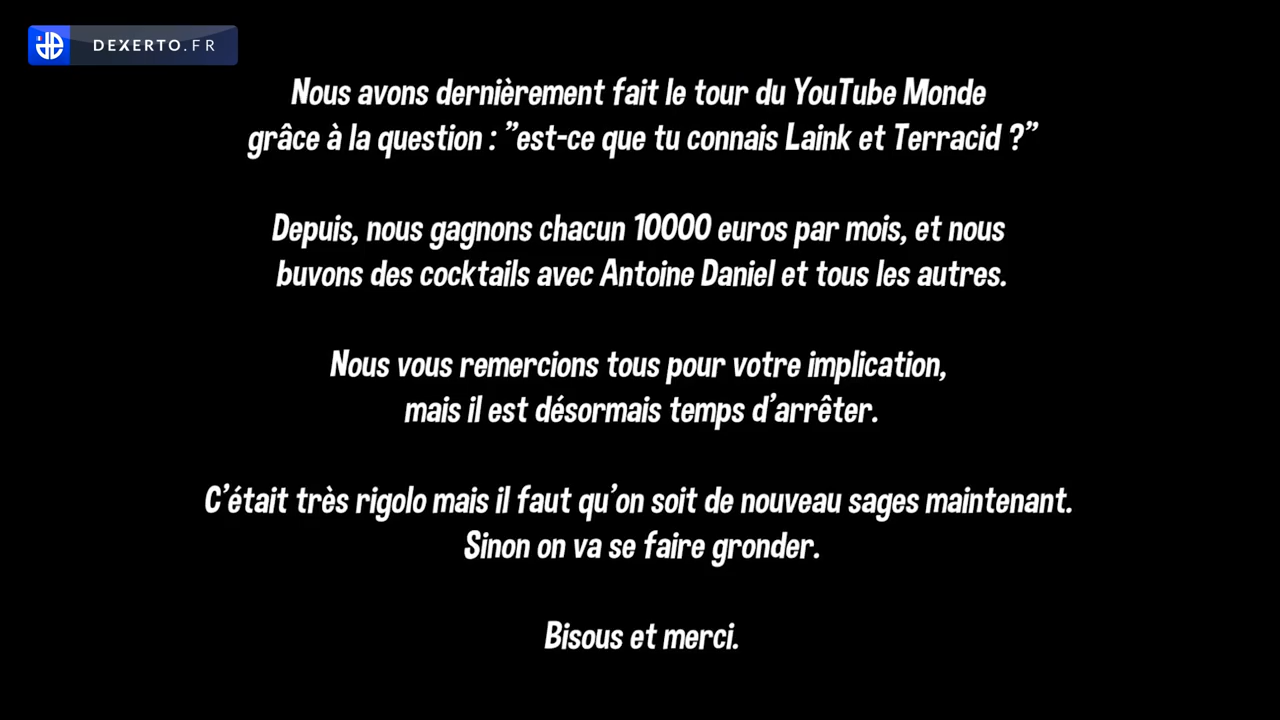 DEXERTO.FR
Nous avons dernièrement fait le tour du YouTube Monde
grâce à la question : "est-ce que tu connais Laink et Terracid ?"
Depuis, nous gagnons chacun 10000 euros par mois, et nous
buvons des cocktails avec Antoine Daniel et tous les autres.
Nous vous remercions tous pour votre implication,
mais il est désormais temps d'arrêter.
C'était très rigolo mais il faut qu'on soit de nouveau sages maintenant.
Sinon on va se faire gronder.
Bisous et merci.